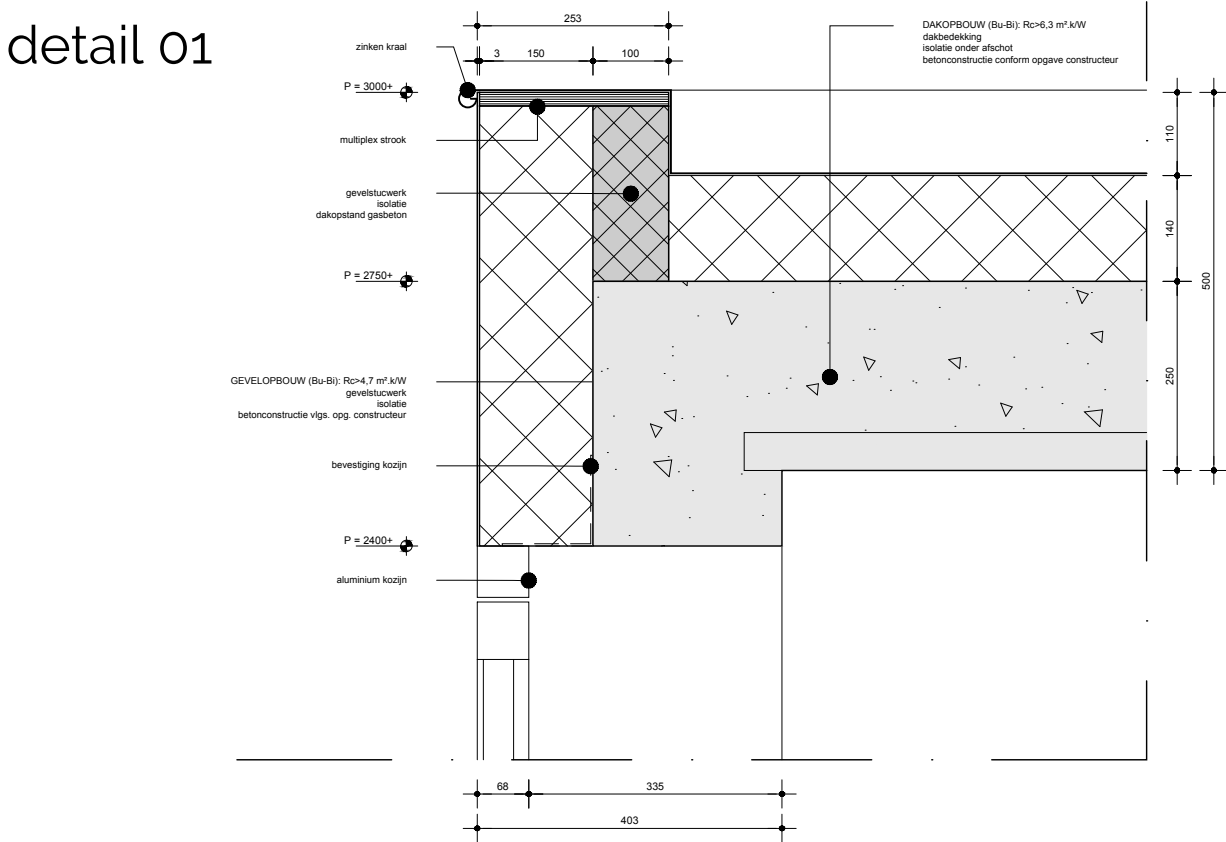 detail 01
253
3 150 100
zinken kraal
P = 3000+
multiplex strook
gevelstucwerk
isolatie
dakopstand gasbeton
P = 2750+
GEVELOPBOUW (Bu-Bi): Rc>4,7 m².k/W
gevelstucwerk
isolatie
betonconstructie vlgs. opg. constructeur
bevestiging kozijn
P = 2400+
aluminium kozijn
DAKOPBOUW (Bu-Bi): Rc>6,3 m².k/W
dakbedekking
isolatie onder afschot
betonconstructie conform opgave constructeur
110
140
250
500
68 335
403